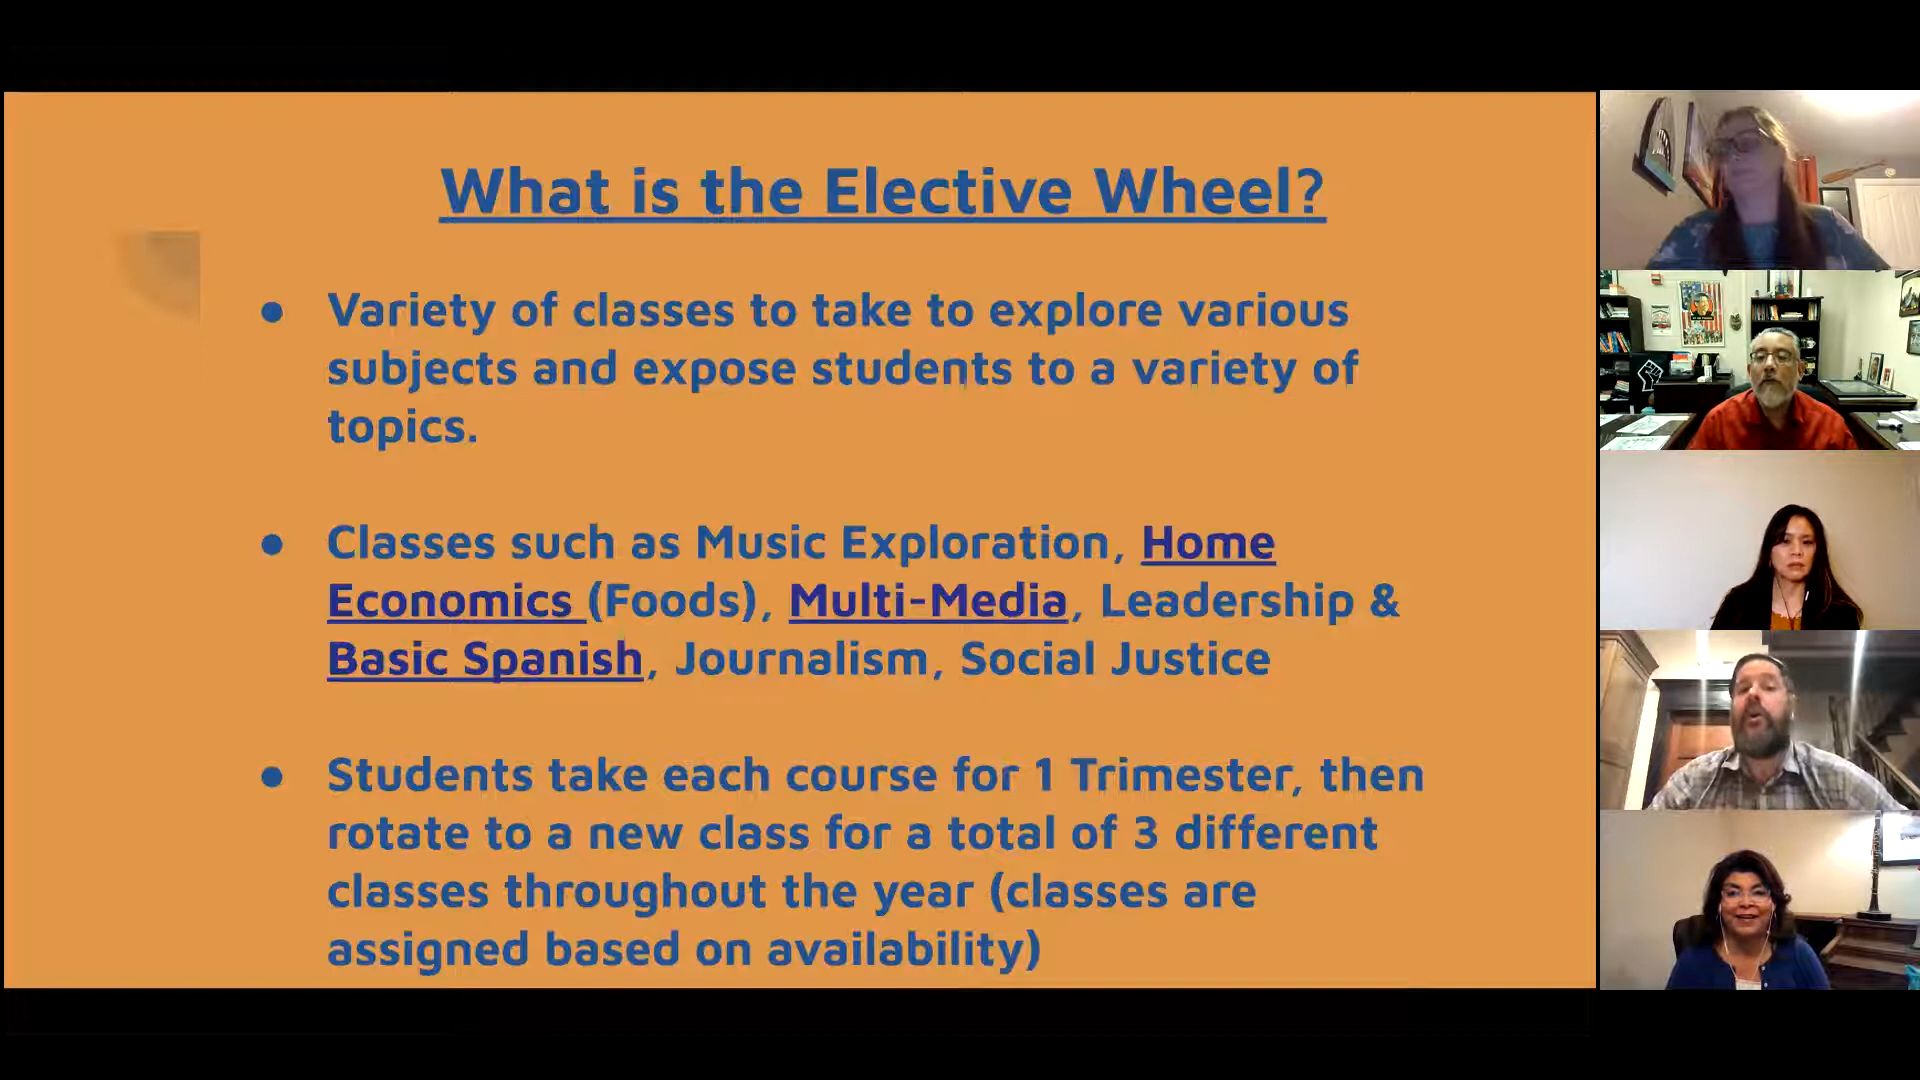 What is the Elective Wheel?
● Variety of classes to take to explore various
subjects and expose students to a variety of
topics.
● Classes such as Music Exploration, Home
Economics (Foods), Multi-Media, Leadership &
Basic Spanish, Journalism, Social Justice
● Students take each course for 1 Trimester, then
rotate to a new class for a total of 3 different
classes throughout the year (classes are
assigned based on availability)